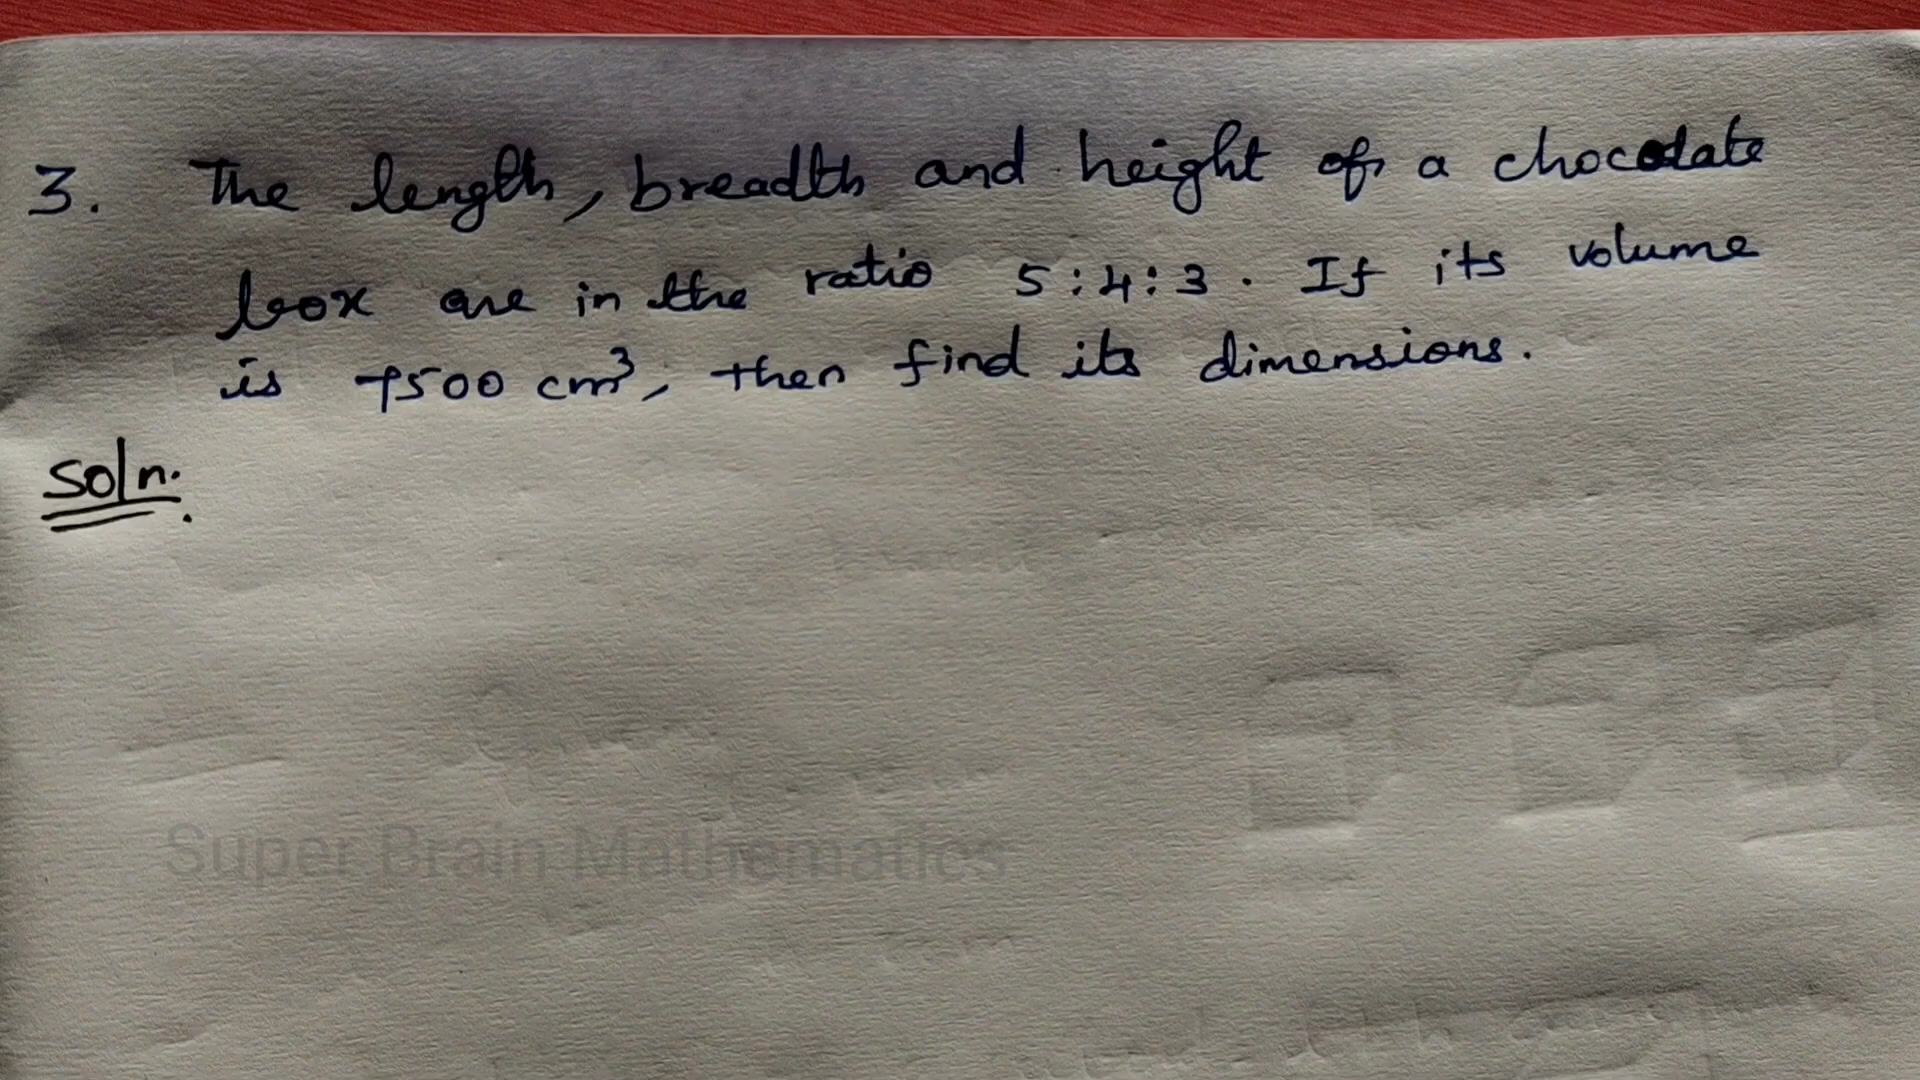 3. The length, breadth and height of a chocolate
box are in the ratio 5:4:3. If its volume
is 7500 cm³, then find its dimensions.
Soln.
Super Brain Mathematics